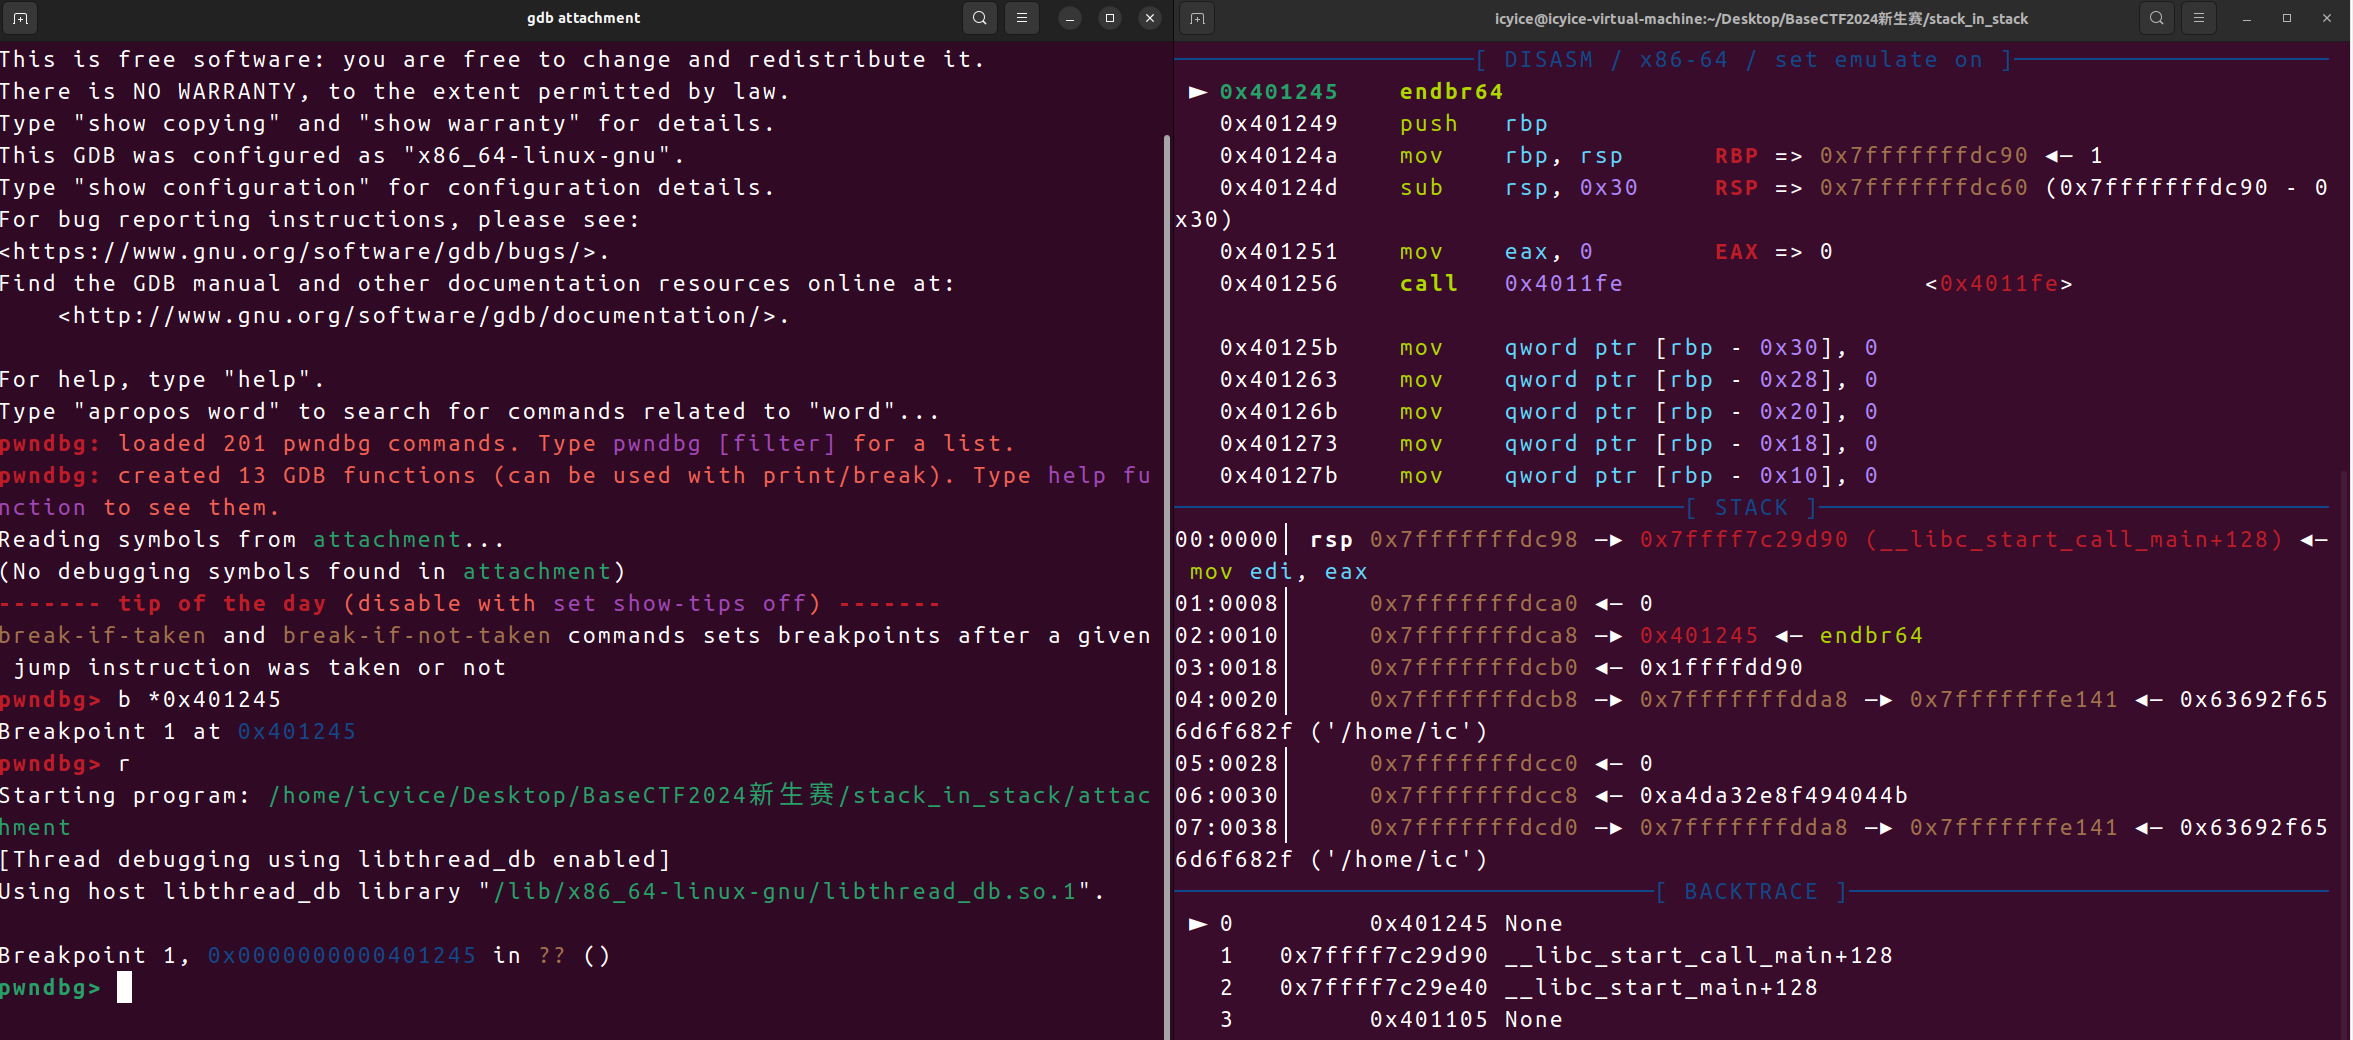 gdb attachment
This is free software: you are free to change and redistribute it.
There is NO WARRANTY, to the extent permitted by law.
Type "show copying" and "show warranty" for details.
This GDB was configured as "x86_64-linux-gnu".
Type "show configuration" for configuration details.
For bug reporting instructions, please see:
<https://www.gnu.org/software/gdb/bugs/>.
Find the GDB manual and other documentation resources online at:
    <http://www.gnu.org/software/gdb/documentation/>.
For help, type "help".
Type "apropos word" to search for commands related to "word"...
pwndbg: loaded 201 pwndbg commands. Type pwndbg [filter] for a list.
pwndbg: created 13 GDB functions (can be used with print/break). Type help fu
nction to see them.
Reading symbols from attachment...
(No debugging symbols found in attachment)
------- tip of the day (disable with set show-tips off) -------
break-if-taken and break-if-not-taken commands sets breakpoints after a given
 jump instruction was taken or not
pwndbg> b *0x401245
Breakpoint 1 at 0x401245
pwndbg> r
Starting program: /home/icyice/Desktop/BaseCTF2024新生赛/stack_in_stack/attac
hment
[Thread debugging using libthread_db enabled]
Using host libthread_db library "/lib/x86_64-linux-gnu/libthread_db.so.1".
Breakpoint 1, 0x0000000000401245 in ?? ()
pwndbg>
icyice@icyice-virtual-machine:~/Desktop/BaseCTF2024新生赛/stack_in_stack
[ DISASM / x86-64 / set emulate on ]
► 0x401245    endbr64
0x401249    push   rbp
0x40124a    mov    rbp, rsp      RBP => 0x7fffffffdc90 ◄— 1
0x40124d    sub    rsp, 0x30     RSP => 0x7fffffffdc60 (0x7fffffffdc90 - 0
x30)
0x401251    mov    eax, 0        EAX => 0
0x401256    call   0x4011fe                    <0x4011fe>
0x40125b    mov    qword ptr [rbp - 0x30], 0
0x401263    mov    qword ptr [rbp - 0x28], 0
0x40126b    mov    qword ptr [rbp - 0x20], 0
0x401273    mov    qword ptr [rbp - 0x18], 0
0x40127b    mov    qword ptr [rbp - 0x10], 0
[ STACK ]
00:0000│ rsp 0x7fffffffdc98 —► 0x7ffff7c29d90 (__libc_start_call_main+128) ◄—
 mov edi, eax
01:0008│     0x7fffffffdca0 ◄— 0
02:0010│     0x7fffffffdca8 —► 0x401245 ◄— endbr64
03:0018│     0x7fffffffdcb0 ◄— 0x1ffffdd90
04:0020│     0x7fffffffdcb8 —► 0x7fffffffdda8 —► 0x7fffffffe141 ◄— 0x63692f65
6d6f682f ('/home/ic')
05:0028│     0x7fffffffdcc0 ◄— 0
06:0030│     0x7fffffffdcc8 ◄— 0xa4da32e8f494044b
07:0038│     0x7fffffffdcd0 —► 0x7fffffffdda8 —► 0x7fffffffe141 ◄— 0x63692f65
6d6f682f ('/home/ic')
[ BACKTRACE ]
► 0         0x401245 None
1   0x7ffff7c29d90 __libc_start_call_main+128
2   0x7ffff7c29e40 __libc_start_main+128
3         0x401105 None